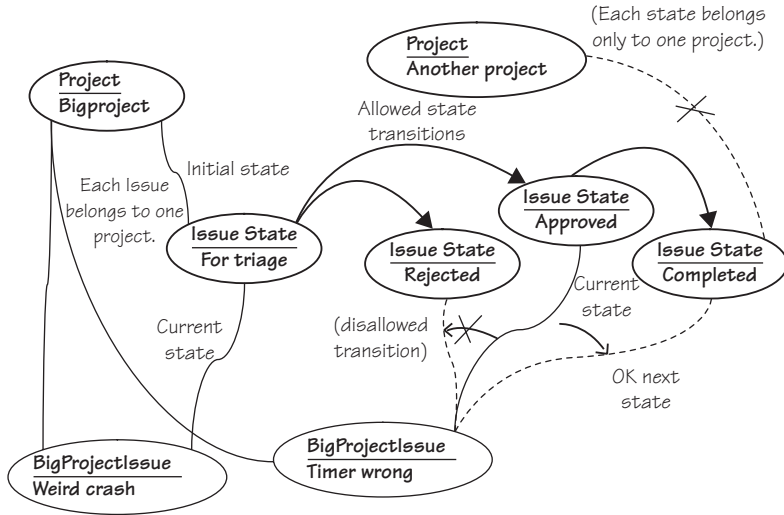 (Each state belongs
only to one project.)
Project
Another project
Project
Bigproject
Allowed state
transitions
Initial state
Each Issue
belongs to one
project.
Issue State
Approved
Issue State
For triage
Issue State
Rejected
Issue State
Completed
Current
state
Current
state
(disallowed
transition)
OK next
state
BigProjectIssue
Weird crash
BigProjectIssue
Timer wrong